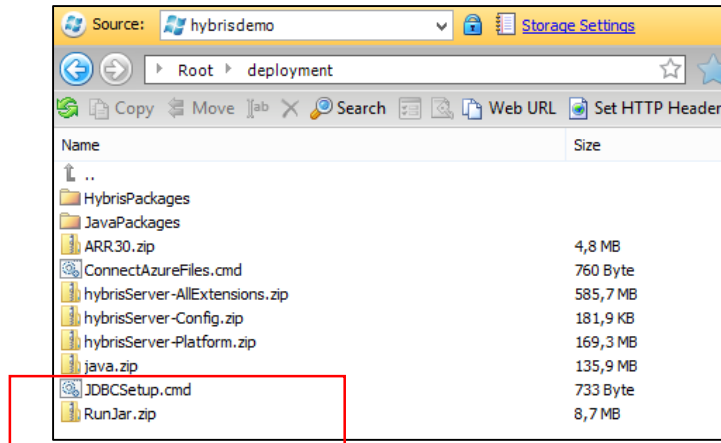 Source: hybrisdemo Storage Settings
Root deployment
Copy Move Search Web URL Set HTTP Header
Name Size
..
HybrisPackages
JavaPackages
ARR30.zip 4,8 MB
ConnectAzureFiles.cmd 760 Byte
hybrisServer-AllExtensions.zip 585,7 MB
hybrisServer-Config.zip 181,9 KB
hybrisServer-Platform.zip 169,3 MB
java.zip 135,9 MB
JDBCSetup.cmd 733 Byte
RunJar.zip 8,7 MB